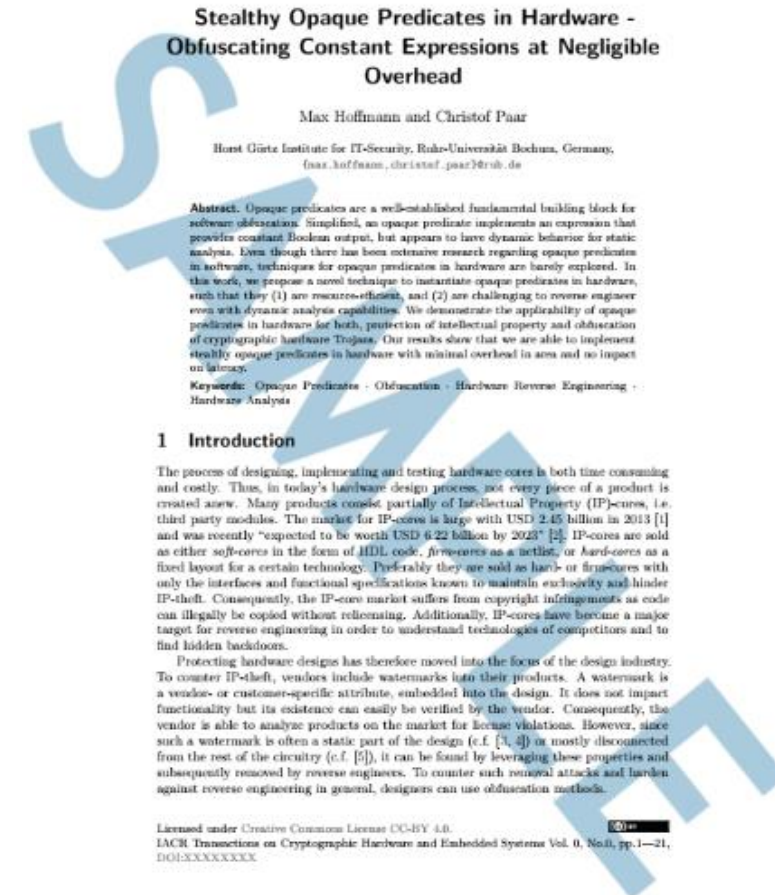 Stealthy Opaque Predicates in Hardware -
Obfuscating Constant Expressions at Negligible
Overhead
Max Hoffmann and Christof Paar
Horst Görtz Institute for IT-Security, Ruhr-Universität Bochum, Germany,
{max.hoffmann,christof.paar}@rub.de
Abstract. Opaque predicates are a well-established fundamental building block for
software obfuscation. Simplified, an opaque predicate implements an expression that
provides constant Boolean output, but appears to have dynamic behavior for static
analysis. Even though there has been extensive research regarding opaque predicates
in software, techniques for opaque predicates in hardware are barely explored. In
this work, we propose a novel technique to instantiate opaque predicates in hardware,
such that they (1) are resource-efficient, and (2) are challenging to reverse engineer
even with dynamic analysis capabilities. We demonstrate the applicability of opaque
predicates in hardware for both, protection of intellectual property and obfuscation
of cryptographic hardware Trojans. Our results show that we are able to implement
stealthy opaque predicates in hardware with minimal overhead in area and no impact
on latency.
Keywords: Opaque Predicates · Obfuscation · Hardware Reverse Engineering ·
Hardware Analysis
1 Introduction
The process of designing, implementing and testing hardware cores is both time consuming
and costly. Thus, in today's hardware design process, not every piece of a product is
created anew. Many products consist partially of Intellectual Property (IP)-cores, i.e.
third party modules. The market for IP-cores is large with USD 2.45 billion in 2013 [1]
and was recently "expected to be worth USD 6.22 billion by 2023" [2]. IP-cores are sold
as either soft-cores in the form of HDL code, firm-cores as a netlist, or hard-cores as a
fixed layout for a certain technology. Preferably they are sold as hard- or firm-cores with
only the interfaces and functional specifications known to maintain exclusivity and hinder
IP-theft. Consequently, the IP-core market suffers from copyright infringements as code
can illegally be copied without relicensing. Additionally, IP-cores have become a major
target for reverse engineering in order to understand technologies of competitors and to
find hidden backdoors.
Protecting hardware designs has therefore moved into the focus of the design industry.
To counter IP-theft, vendors include watermarks into their products. A watermark is
a vendor- or customer-specific attribute, embedded into the design. It does not impact
functionality but its existence can easily be verified by the vendor. Consequently, the
vendor is able to analyze products on the market for license violations. However, since
such a watermark is often a static part of the design (c.f. [3, 4]) or mostly disconnected
from the rest of the circuitry (c.f. [5]), it can be found by leveraging these properties and
subsequently removed by reverse engineers. To counter such removal attacks and harden
against reverse engineering in general, designers can use obfuscation methods.
Licensed under Creative Commons License CC-BY 4.0.
IACR Transactions on Cryptographic Hardware and Embedded Systems Vol. 0, No.0, pp.1—21,
DOI:XXXXXXXX
SAMPLE